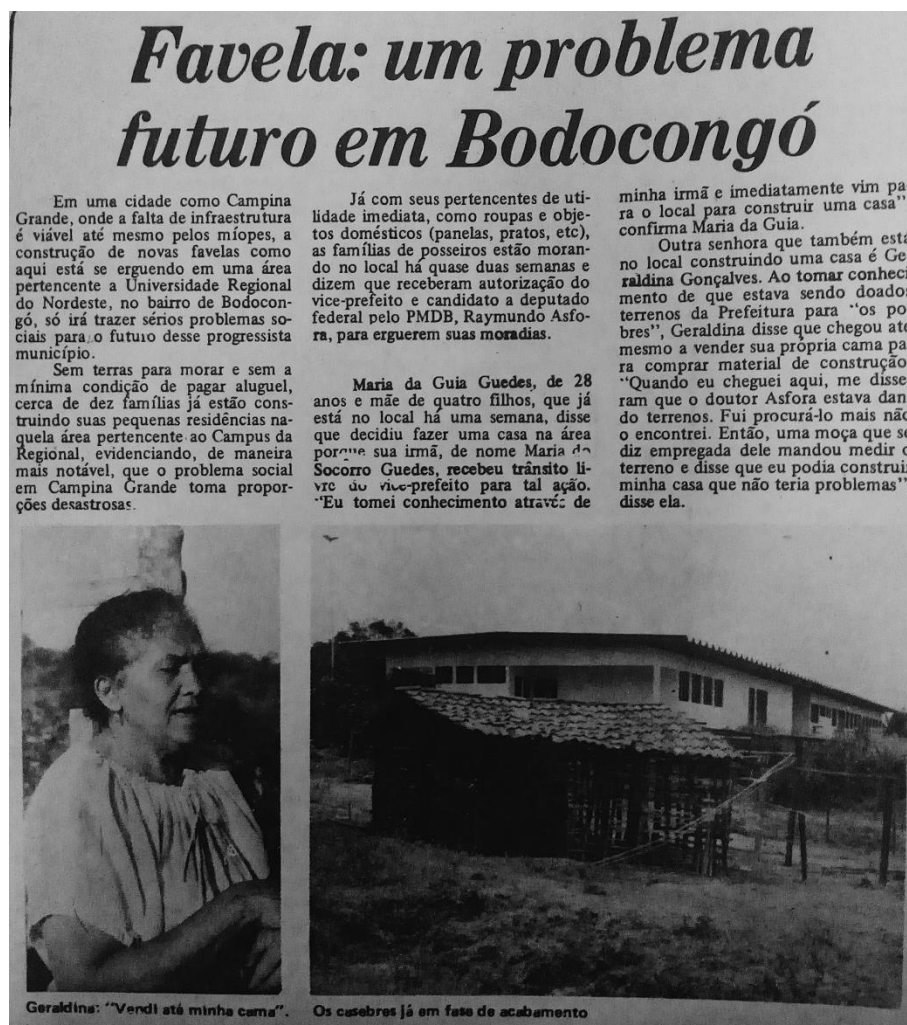 Favela: um problema
futuro em Bodocongó
Em uma cidade como Campina
Grande, onde a falta de infraestrutura
é viável até mesmo pelos míopes, a
construção de novas favelas como
aqui está se erguendo em uma área
pertencente a Universidade Regional
do Nordeste, no bairro de Bodocon-
gó, só irá trazer sérios problemas so-
ciais para o futuro desse progressista
município.
Sem terras para morar e sem a
mínima condição de pagar aluguel,
cerca de dez famílias já estão cons-
truindo suas pequenas residências na-
quela área pertencente ao Campus da
Regional, evidenciando, de maneira
mais notável, que o problema social
em Campina Grande toma propor-
ções desastrosas.
Já com seus pertencentes de uti-
lidade imediata, como roupas e obje-
tos domésticos (panelas, pratos, etc),
as famílias de posseiros estão moran-
do no local há quase duas semanas e
dizem que receberam autorização do
vice-prefeito e candidato a deputado
federal pelo PMDB, Raymundo Asfo-
ra, para erguerem suas moradias.
Maria da Guia Guedes, de 28
anos e mãe de quatro filhos, que já
está no local há uma semana, disse
que decidiu fazer uma casa na área
porque sua irmã, de nome Maria do
Socorro Guedes, recebeu trânsito li-
vre do vice-prefeito para tal ação.
"Eu tomei conhecimento através de
minha irmã e imediatamente vim pa-
ra o local para construir uma casa"
confirma Maria da Guia.
Outra senhora que também está
no local construindo uma casa é Ge-
raldina Gonçalves. Ao tomar conheci-
mento de que estava sendo doados
terrenos da Prefeitura para "os po-
bres", Geraldina disse que chegou até
mesmo a vender sua própria cama pa-
ra comprar material de construção.
"Quando eu cheguei aqui, me disse-
ram que o doutor Asfora estava dan-
do terrenos. Fui procurá-lo mais não
o encontrei. Então, uma moça que se
diz empregada dele mandou medir o
terreno e disse que eu podia construir
minha casa que não teria problemas"
disse ela.
Geraldina: "Vendi até minha cama".
Os casebres já em fase de acabamento